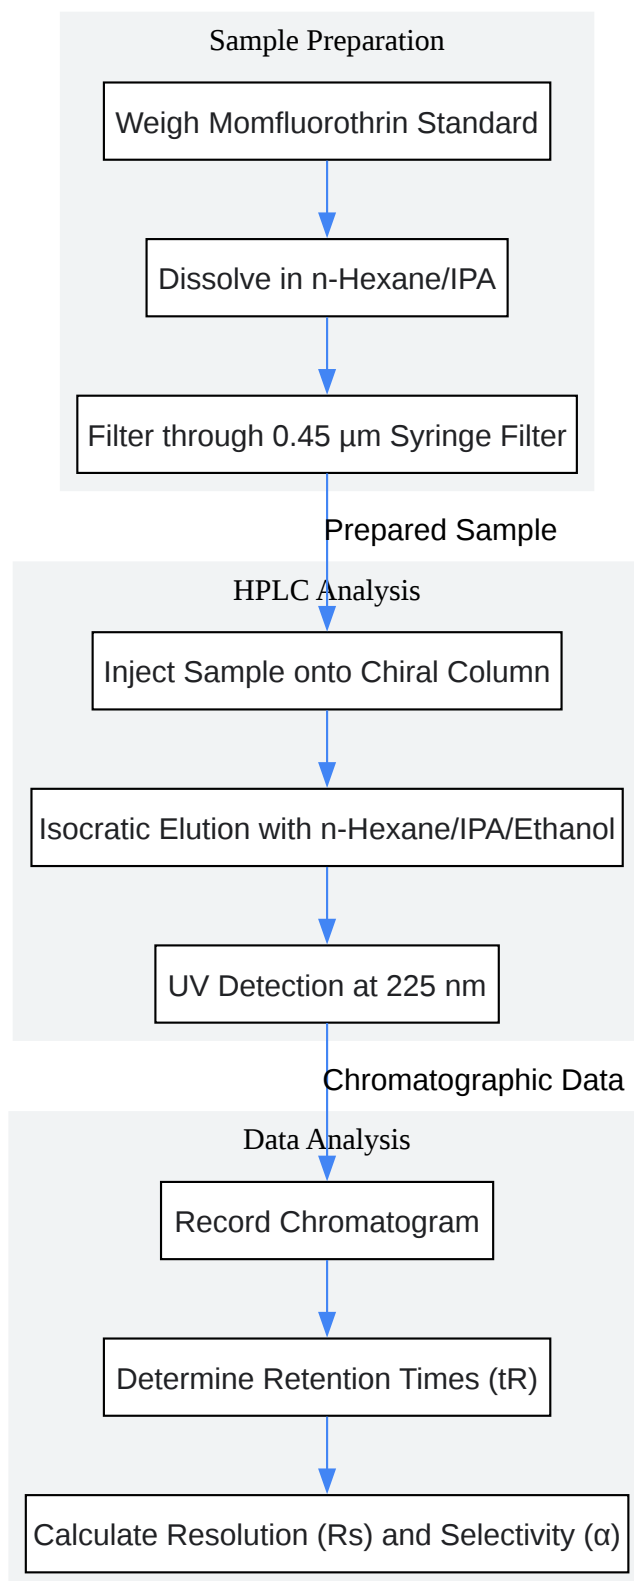 Sample Preparation
Weigh Momfluorothrin Standard
Dissolve in n-Hexane/IPA
Filter through 0.45 µm Syringe Filter
Prepared Sample
HPLC Analysis
Inject Sample onto Chiral Column
Isocratic Elution with n-Hexane/IPA/Ethanol
UV Detection at 225 nm
Chromatographic Data
Data Analysis
Record Chromatogram
Determine Retention Times (tR)
Calculate Resolution (Rs) and Selectivity (α)